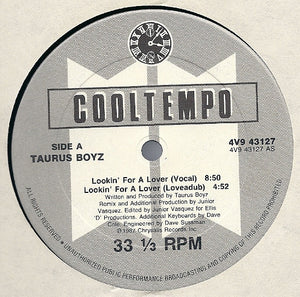 COOLTEMPO
SIDE A
TAURUS BOYZ
4V9 43127
4V9 43127 AS
Lookin' For A Lover (Vocal) 8:50
Lookin' For A Lover (Loveadub) 4:52
Written and Produced by Taurus Boyz
Remix and Additional Production by Junior
Vasquez. Edited by Junior Vasquez for Ellis
'D' Productions. Additional Keyboards by Dave
Cole. Engineered by Dave Sussman
℗1987 Chrysalis Records Inc
33 ⅓ RPM
ALL RIGHTS RESERVED. UNAUTHORIZED PUBLIC PERFORMANCE BROADCASTING AND COPYING OF THIS RECORD PROHIBITED